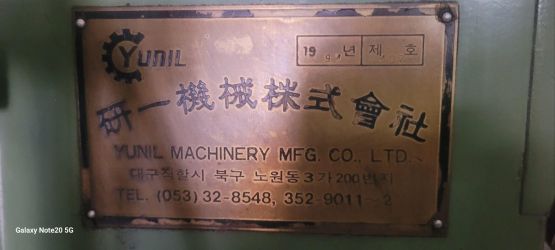 YUNIL
19 년 제 호
研一機械株式會社
YUNIL MACHINERY MFG. CO., LTD.
대구직할시 북구 노원동3가200번지
TEL. (053) 32-8548, 352-9011~2
Galaxy Note20 5G